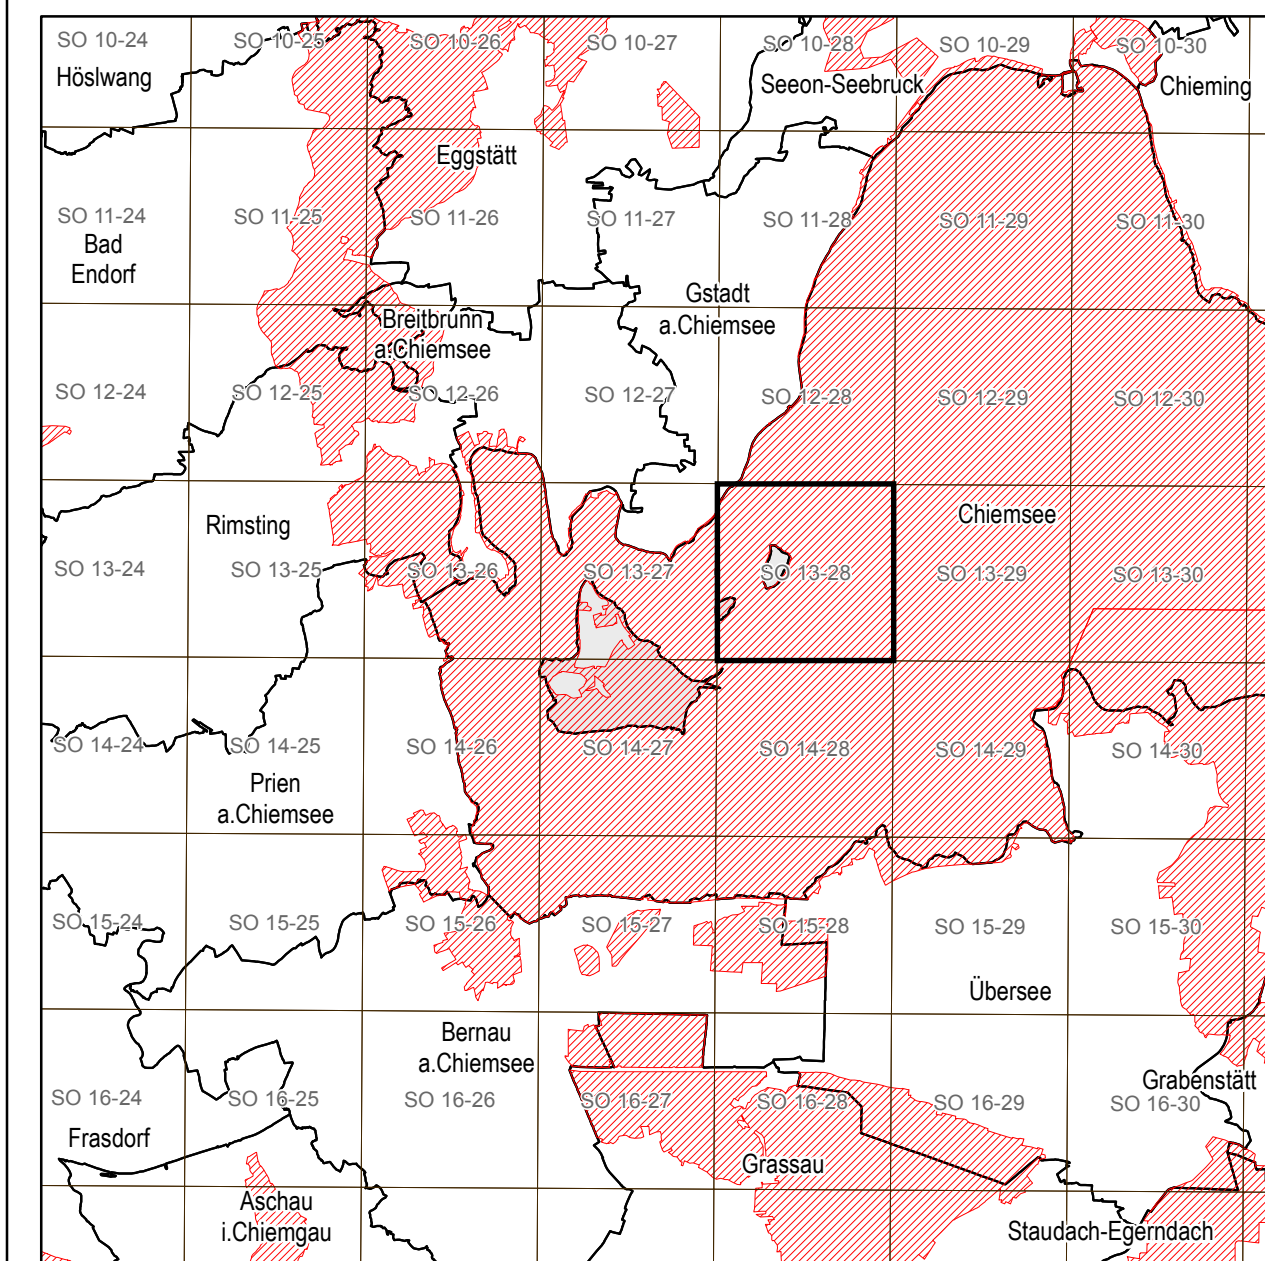 SO 10-24
SO 10-25
SO 10-26
SO 10-27
SO 10-28
SO 10-29
SO 10-30
Höslwang
Seeon-Seebruck
Chieming
Eggstätt
SO 11-24
SO 11-25
SO 11-26
SO 11-27
SO 11-28
SO 11-29
SO 11-30
Bad
Endorf
Gstadt
a.Chiemsee
Breitbrunn
a.Chiemsee
SO 12-24
SO 12-25
SO 12-26
SO 12-27
SO 12-28
SO 12-29
SO 12-30
Rimsting
Chiemsee
SO 13-24
SO 13-25
SO 13-26
SO 13-27
SO 13-28
SO 13-29
SO 13-30
SO 14-24
SO 14-25
SO 14-26
SO 14-27
SO 14-28
SO 14-29
SO 14-30
Prien
a.Chiemsee
SO 15-24
SO 15-25
SO 15-26
SO 15-27
SO 15-28
SO 15-29
SO 15-30
Übersee
Bernau
a.Chiemsee
Grabenstätt
SO 16-24
SO 16-25
SO 16-26
SO 16-27
SO 16-28
SO 16-29
SO 16-30
Frasdorf
Grassau
Aschau
i.Chiemgau
Staudach-Egerndach